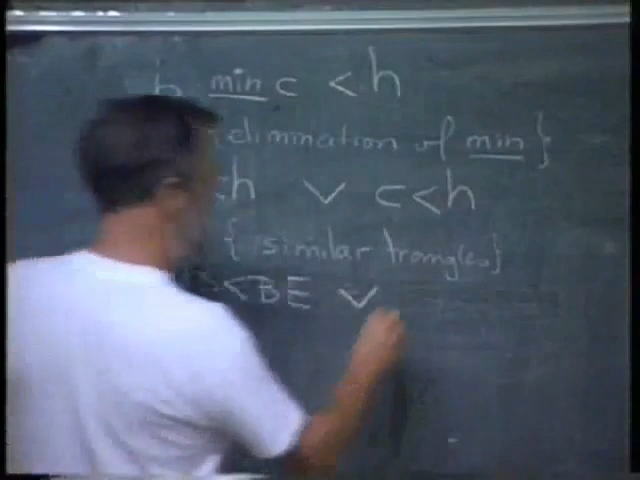 b min c < h
{elimination of min}
<h ∨ c<h
{similar triangles}
<BE ∨